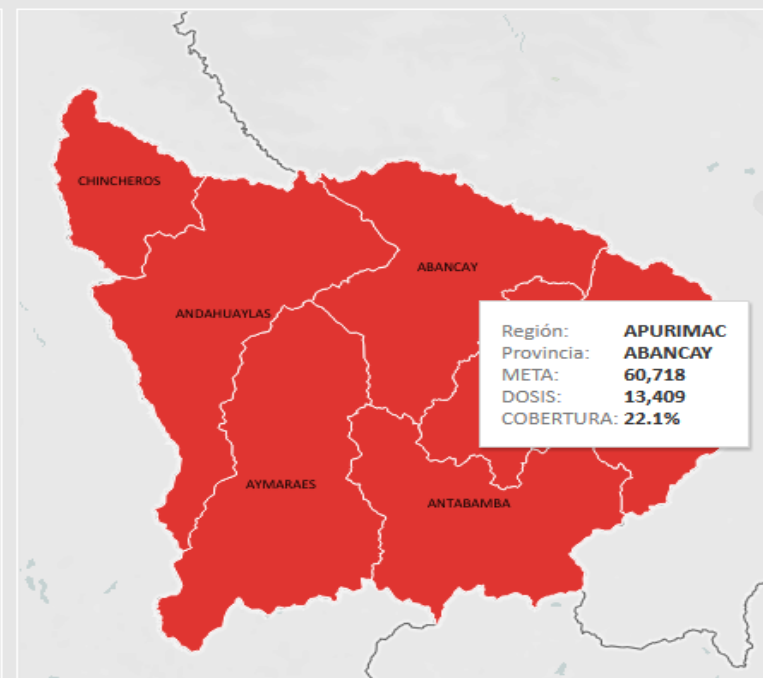 CHINCHEROS
ABANCAY
ANDAHUAYLAS
Región: APURIMAC
Provincia: ABANCAY
META: 60,718
DOSIS: 13,409
COBERTURA: 22.1%
AYMARAES
ANTABAMBA